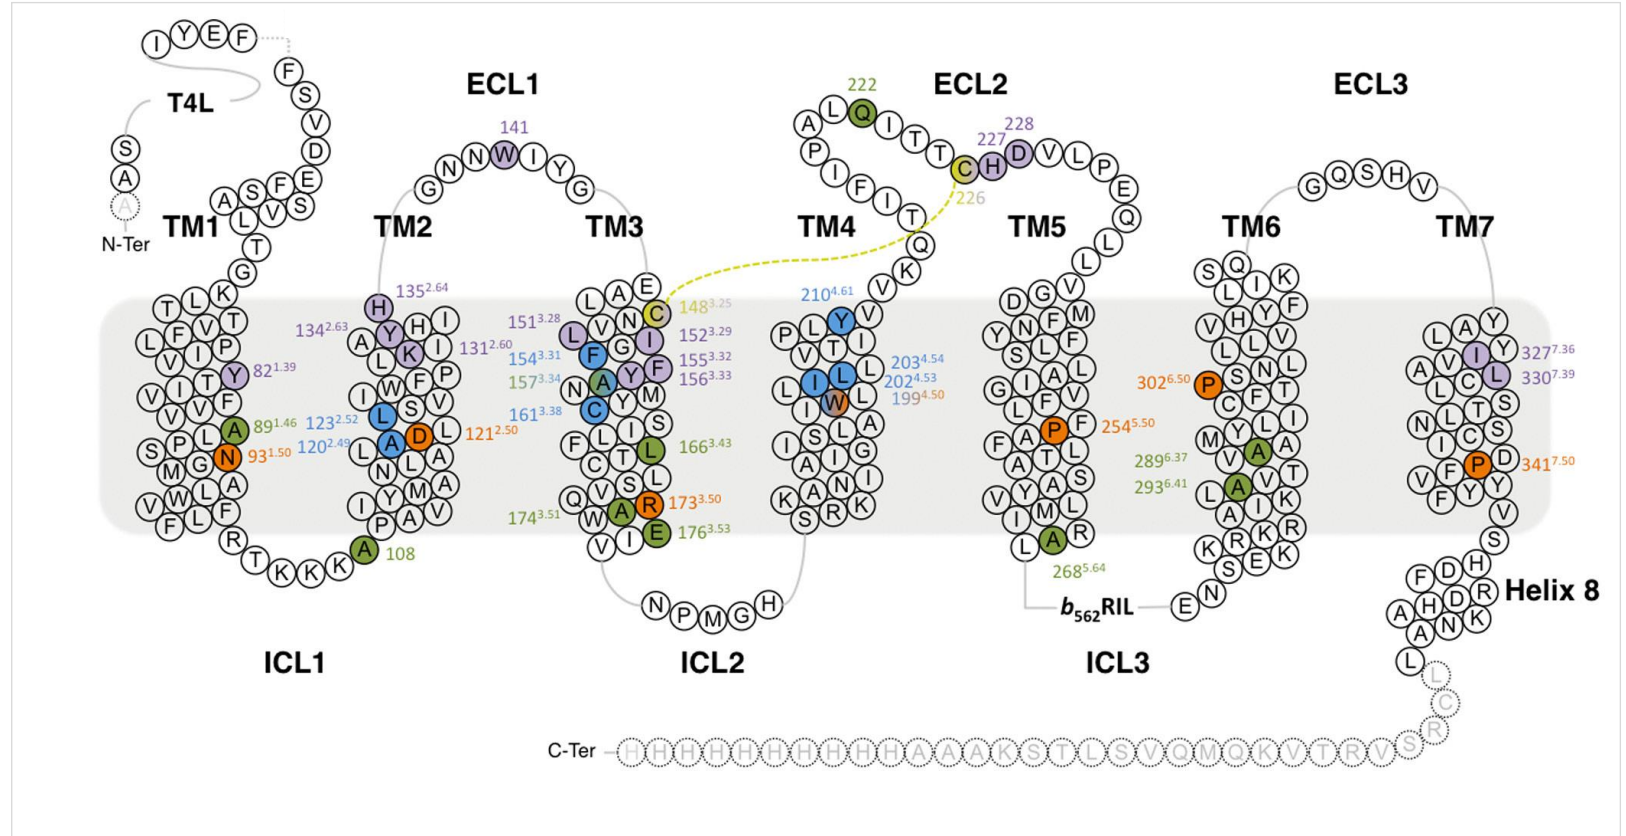 I Y E F
F
S
V
D
E
F
S
A
L
V
S
T4L
S
A
A
N-Ter
ECL1
ECL2
ECL3
TM1
TM2
TM3
TM4
TM5
TM6
TM7
G N N W I Y G
141
A L Q I T T C H D V L P E Q L L V
222
227
228
226
P I F I T Q K V
G Q S H V
T
G
T L K
L F V T
V I P
Y 82^1.39
V I T
V V V F
A 89^1.46
S P L
N 93^1.50
M G
V W L A
F L F
R T K K K A 108
H 135^2.64
134^2.63
Y H I
A
L K I
131^2.60
W F P
I
123^2.52 L S V
120^2.49 A D L
121^2.50
L N L A
I Y M A
P A V
L A E
C 148^3.25
151^3.28 L V N
I 152^3.29
154^3.31 F G
F 155^3.32
Y 156^3.33
157^3.34 N A
Y M
161^3.38 C
F L I S
L 166^3.43
C T
Q V S L
R 173^3.50
174^3.51 W A
E 176^3.53
V I
N P M G H
210^4.61
P L Y V
V T I
L 203^4.54
L I L 202^4.53
I W L 199^4.50
I S L A
A I G
K A N I
S R K
D G V
Y N F M
S L F
G I A L
L F V
F A P F 254^5.50
A T L
V Y A S
I M L
L A R
268^5.64
b562RIL
E N
S Q K
L I
V H Y F
L L V
302^6.50 P S N L
C F T
M Y L I
289^6.37 V A A
293^6.41 L A V T
A I K
K R K R
S E K
L A Y
A V I Y 327^7.36
L C L 330^7.39
N L T S
I C S
V F P D 341^7.50
F Y Y
V
S
F D H
A H D R
A N K
L
Helix 8
L
C
R
S
ICL1
ICL2
ICL3
C-Ter H H H H H H H H H H A A A K S T L S V Q M Q K V T R V